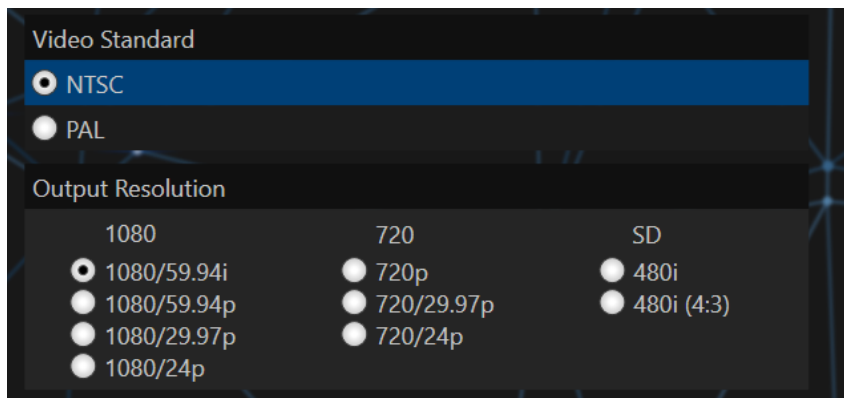 Video Standard
NTSC
PAL
Output Resolution
1080 720 SD
1080/59.94i 720p 480i
1080/59.94p 720/29.97p 480i (4:3)
1080/29.97p 720/24p
1080/24p